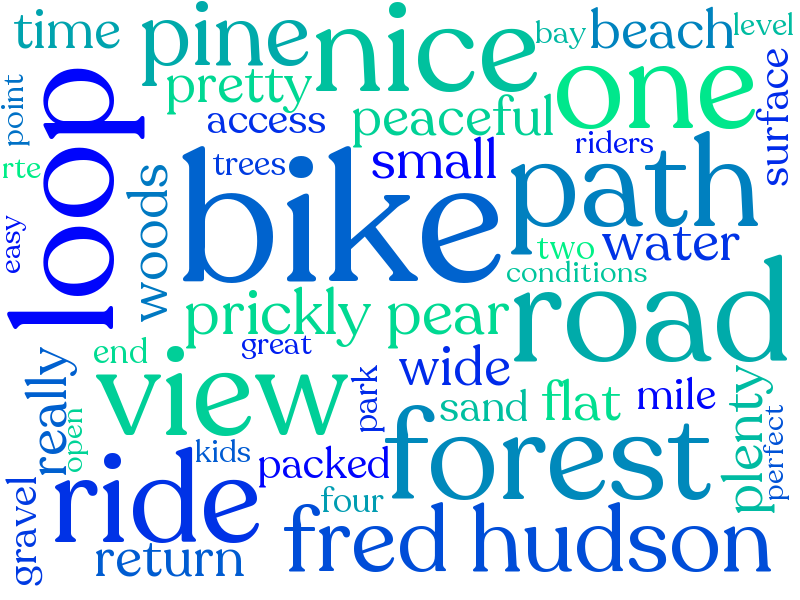 time
pine
nice
bay
beach
level
pretty
one
point
loop
access
peaceful
surface
riders
rte
trees
small
path
woods
bike
easy
two
water
conditions
prickly pear
road
end
great
view
wide
park
really
sand
flat
mile
plenty
open
kids
forest
perfect
ride
packed
gravel
four
return
fred hudson